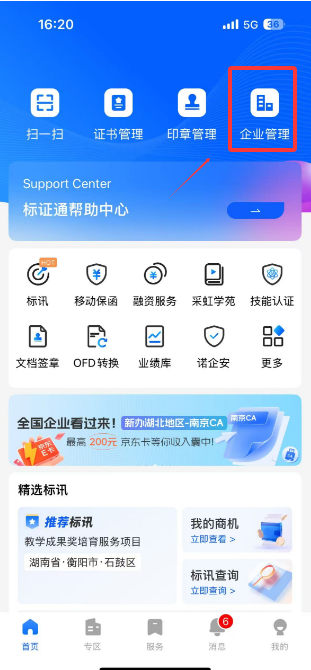 16:20
5G 36
扫一扫 证书管理 印章管理 企业管理
Support Center
标证通帮助中心
HOT
标讯 移动保函 融资服务 采虹学苑 技能认证
文档签章 OFD转换 业绩库 诺企安 更多
全国企业看过来! 新办湖北地区-南京CA
最高 200元 京东卡等你收入囊中!
京东E卡
南京CA
精选标讯
推荐标讯
教学成果奖培育服务项目
湖南省·衡阳市·石鼓区
我的商机
立即查看 >
标讯查询
立即查询 >
6
首页 专区 服务 消息 我的